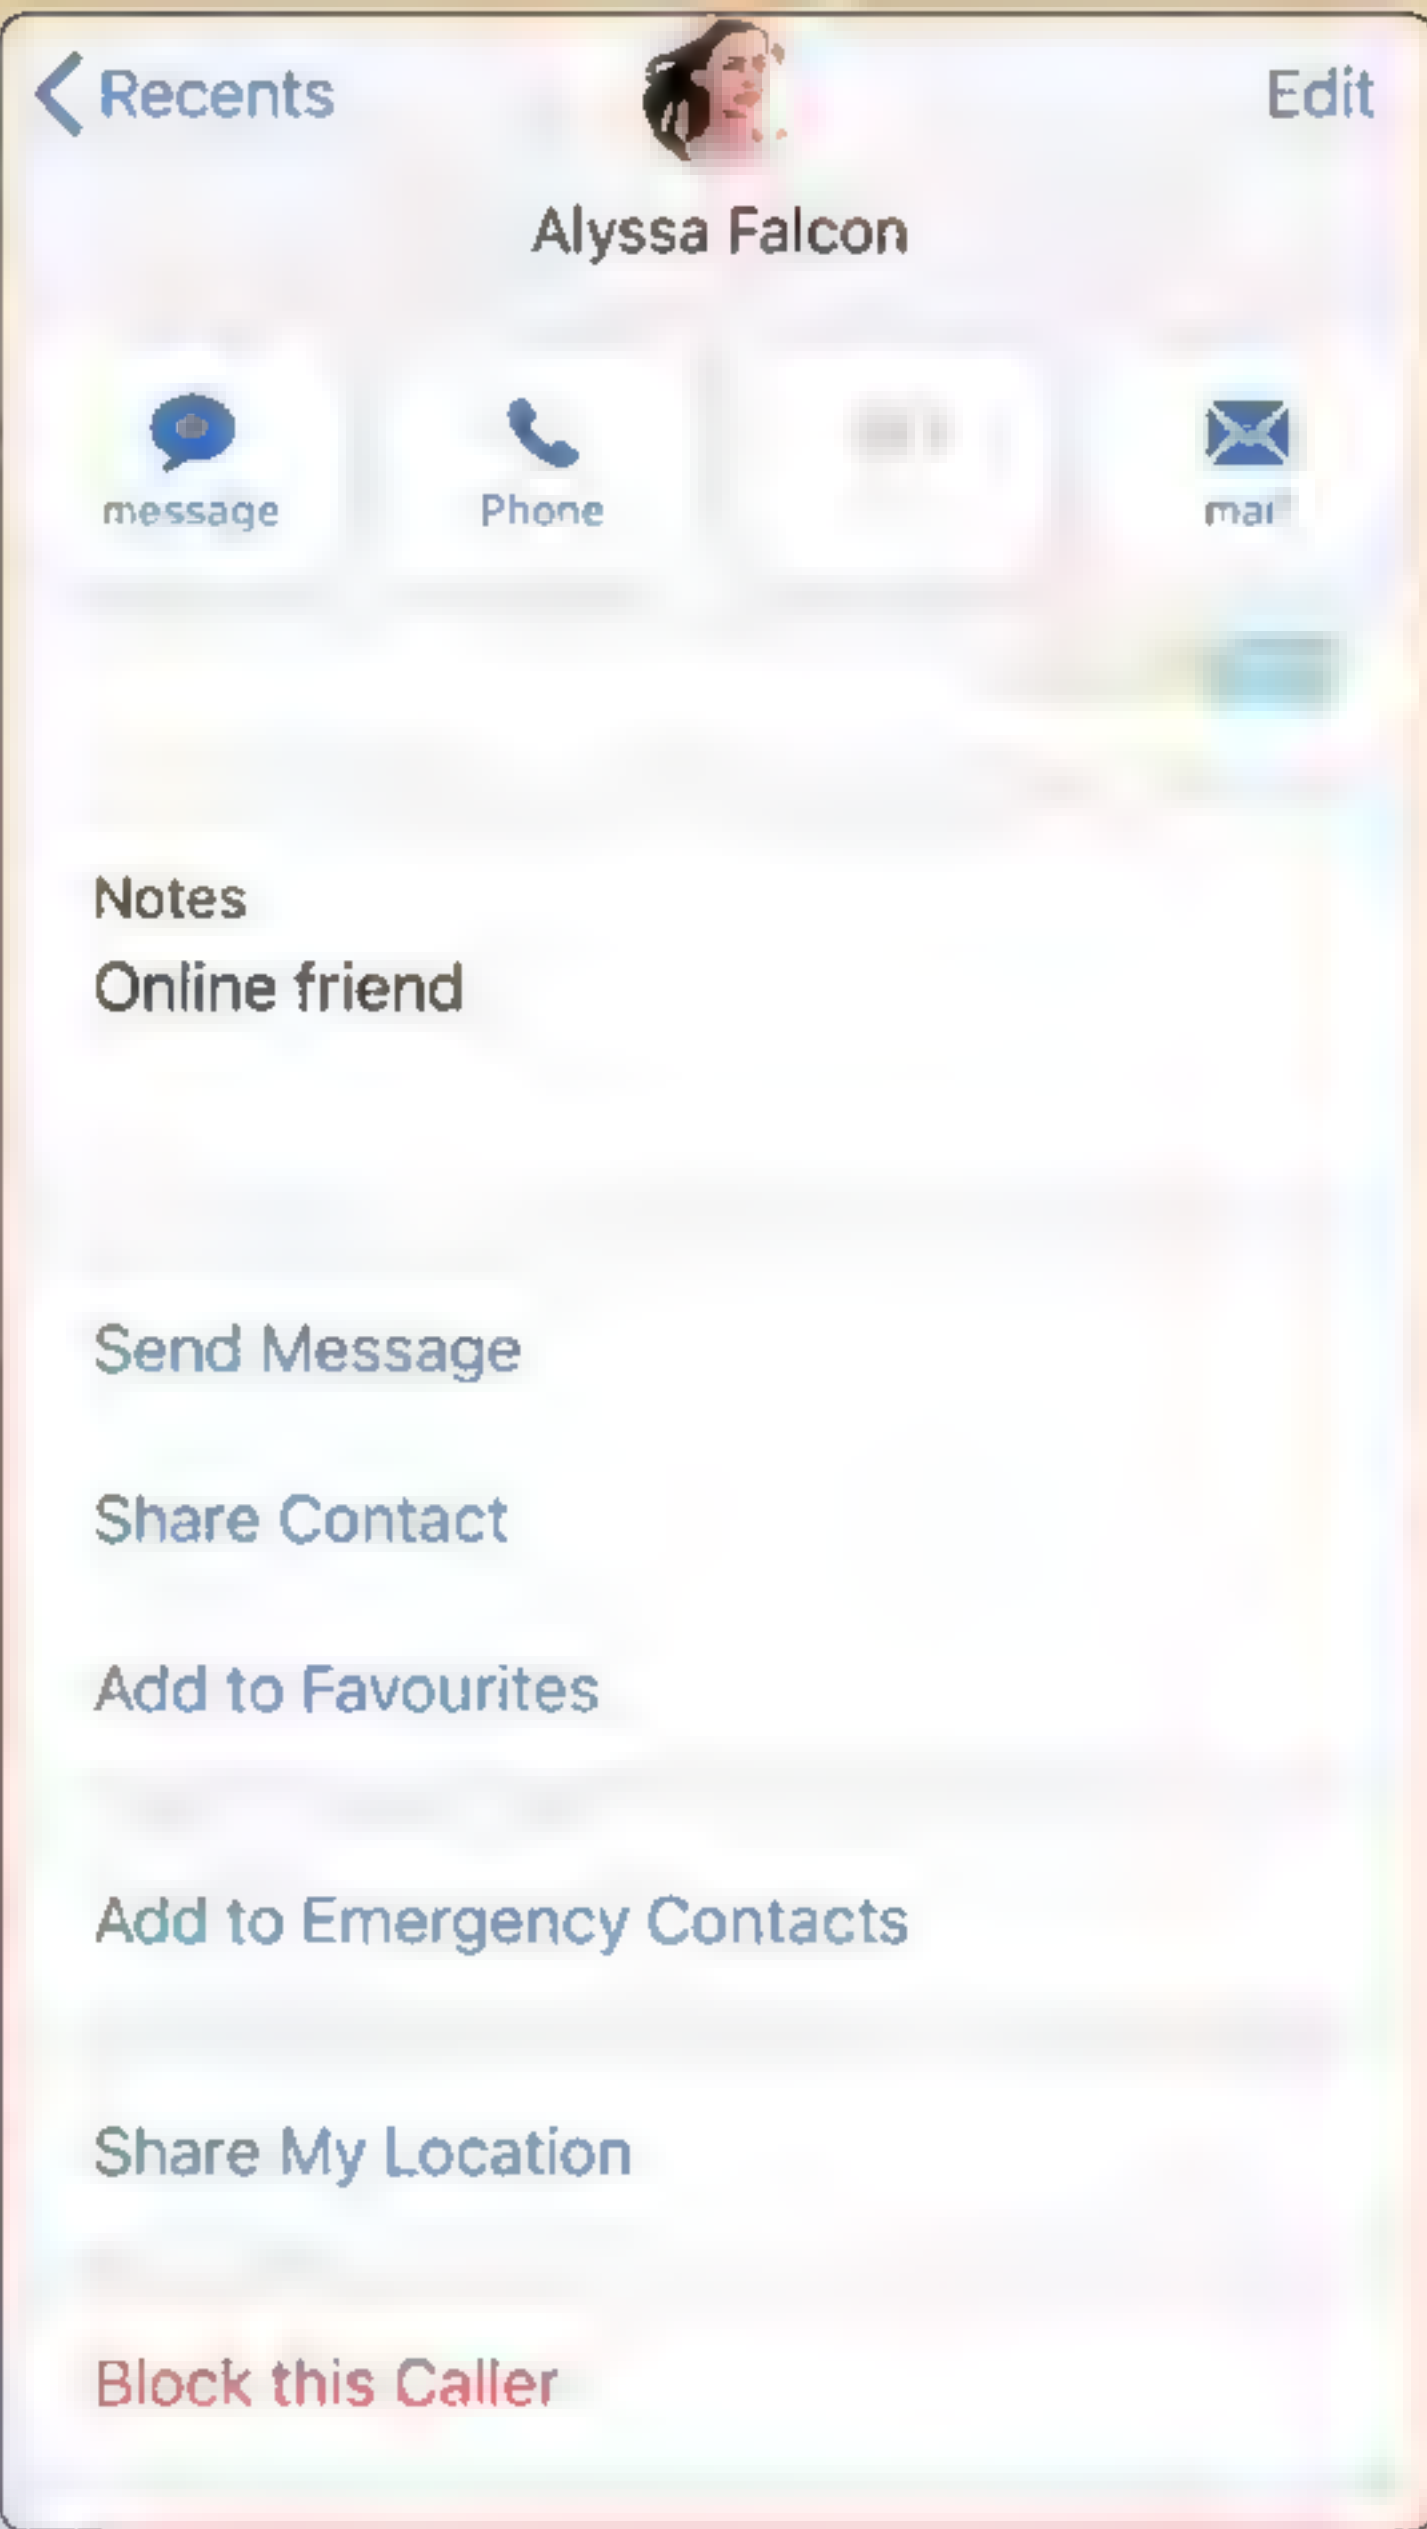 Recents
Edit
Alyssa Falcon
message
Phone
Notes
Online friend
Send Message
Share Contact
Add to Favourites
Add to Emergency Contacts
Share My Location
Block this Caller